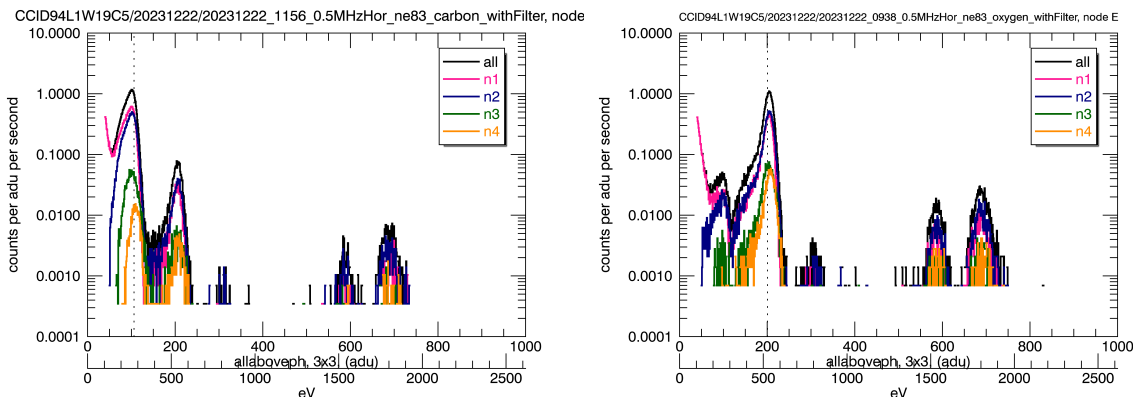 CCID94L1W19C5/20231222/20231222_1156_0.5MHzHor_ne83_carbon_withFilter, node
10.0000
1.0000
0.1000
0.0100
0.0010
0.0001
counts per adu per second
all
n1
n2
n3
n4
0 200 400 600 800 1000
allaboveph, 3x3 (adu)
0 500 1000 1500 2000 2500
eV
CCID94L1W19C5/20231222/20231222_0938_0.5MHzHor_ne83_oxygen_withFilter, node E
10.0000
1.0000
0.1000
0.0100
0.0010
0.0001
counts per adu per second
all
n1
n2
n3
n4
0 200 400 600 800 1000
allaboveph, 3x3 (adu)
0 500 1000 1500 2000 2500
eV